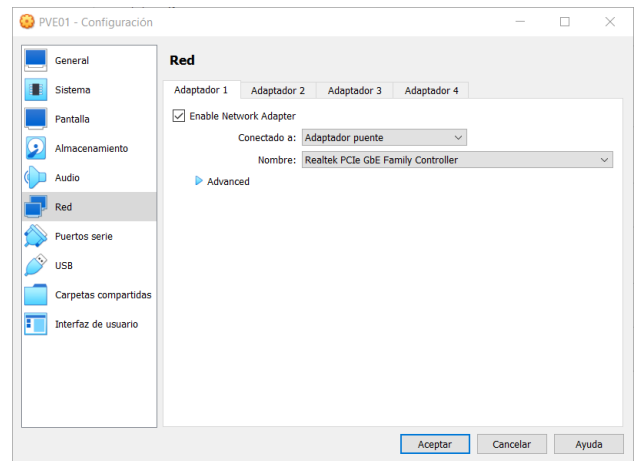 PVE01 - Configuración
General
Sistema
Pantalla
Almacenamiento
Audio
Red
Puertos serie
USB
Carpetas compartidas
Interfaz de usuario
Red
Adaptador 1 Adaptador 2 Adaptador 3 Adaptador 4
Enable Network Adapter
Conectado a: Adaptador puente
Nombre: Realtek PCIe GbE Family Controller
Advanced
Aceptar Cancelar Ayuda